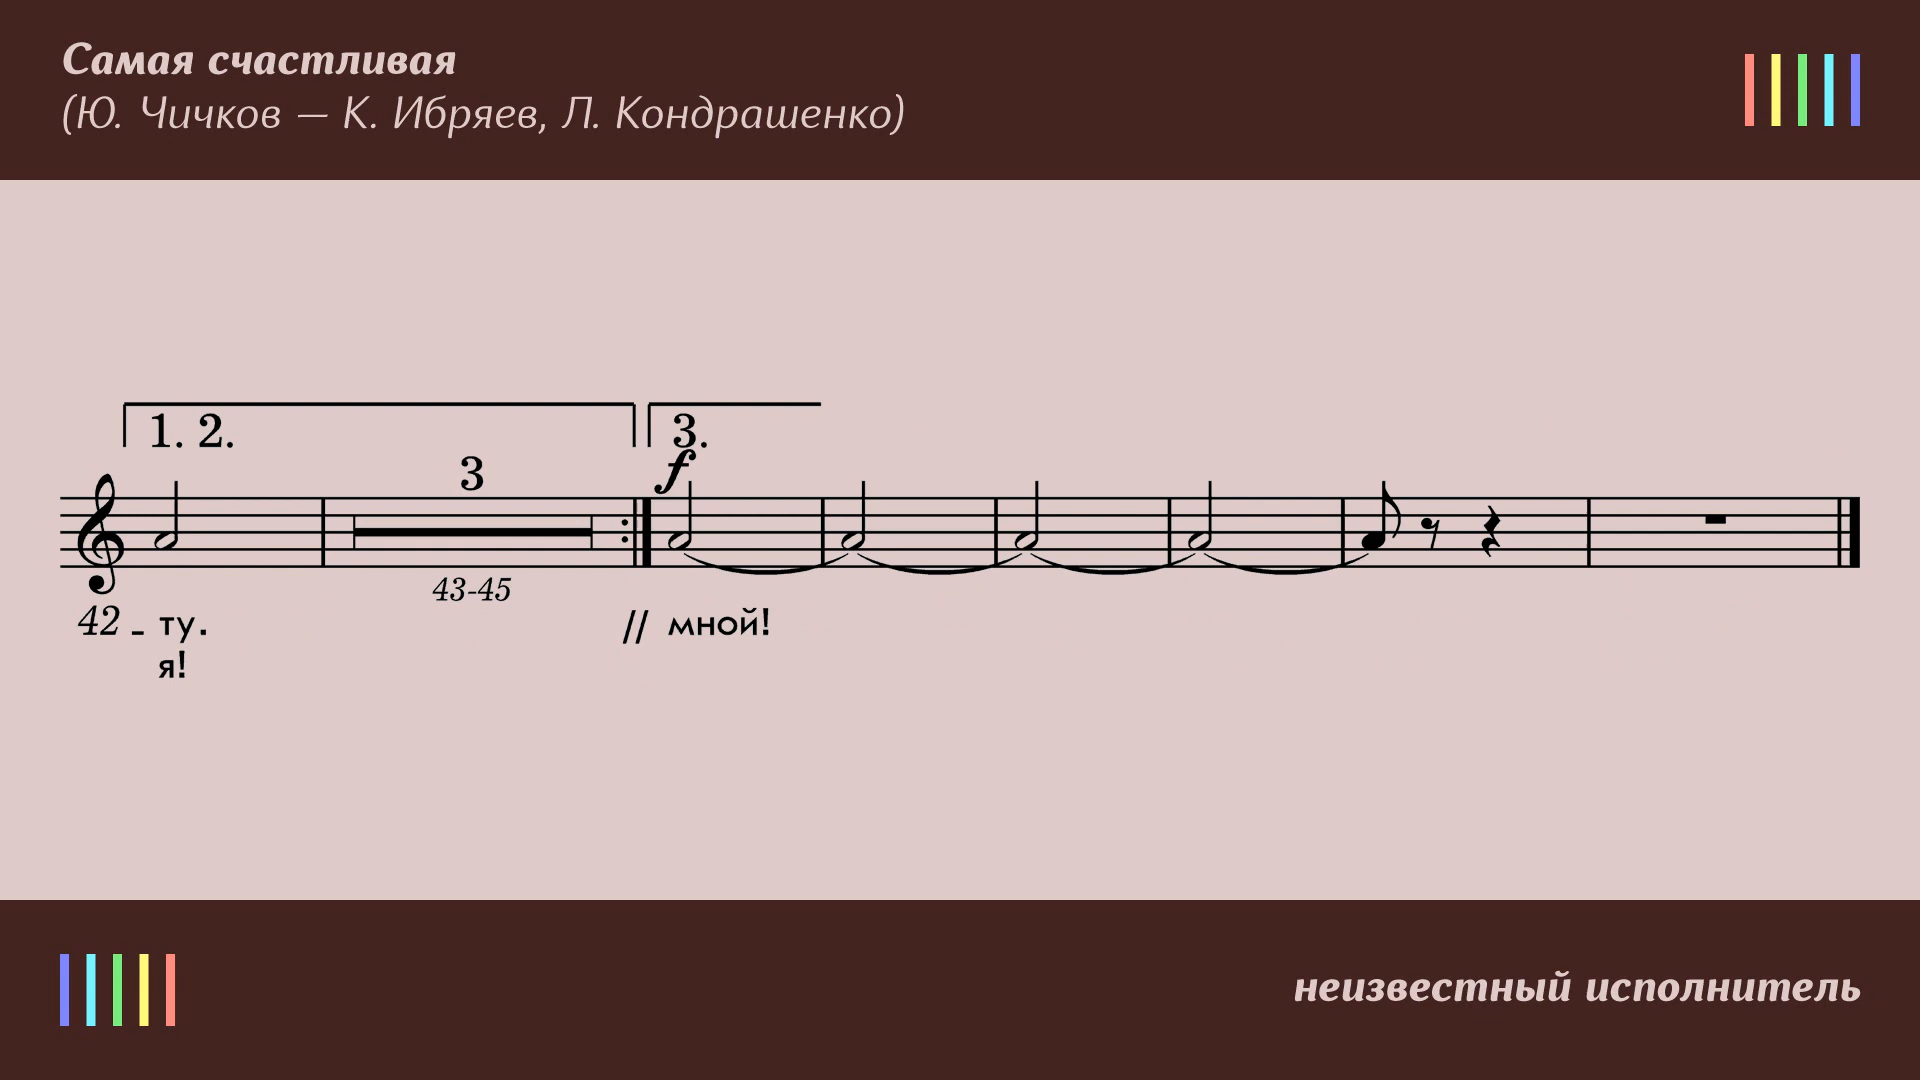 Самая счастливая
(Ю. Чичков — К. Ибряев, Л. Кондрашенко)
1. 2.
3.
3
f
43-45
42 - ту. // мной!
я!
неизвестный исполнитель